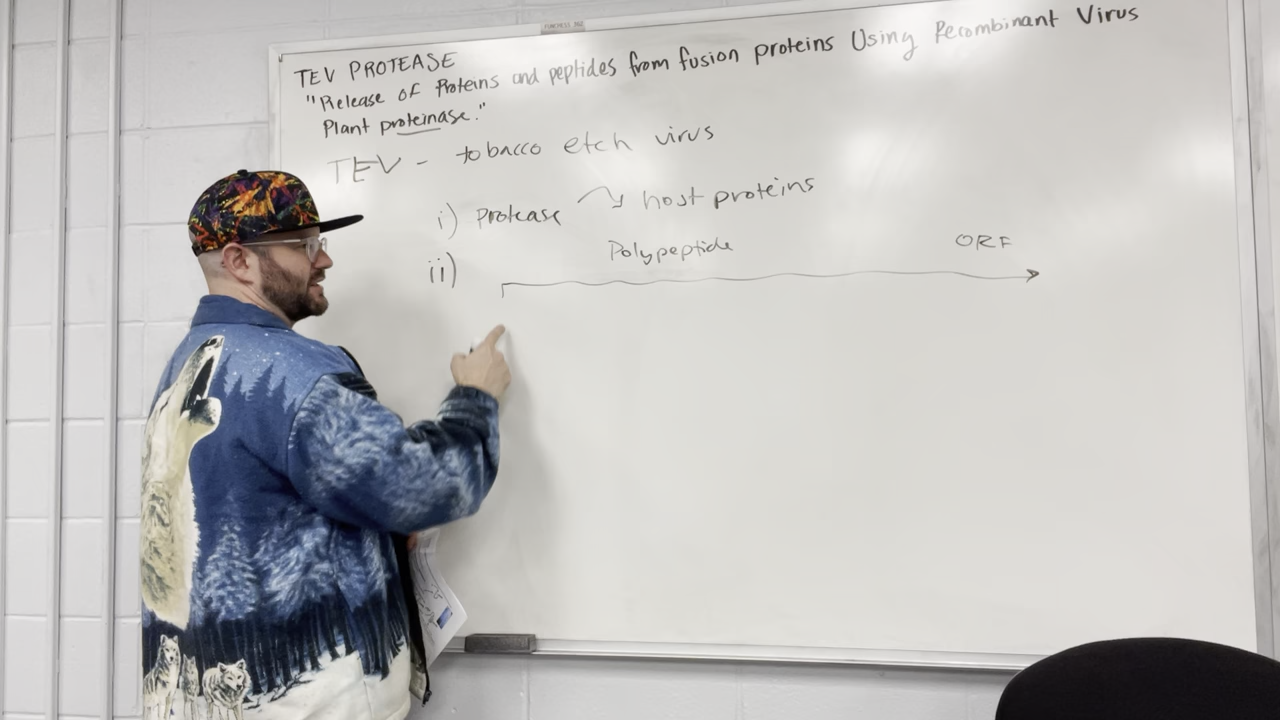 TEV PROTEASE
"Release of Proteins and peptides from fusion proteins Using Recombinant Virus
Plant proteinase."
TEV - tobacco etch virus
i) Protease → host proteins
ii) Polypeptide ORF